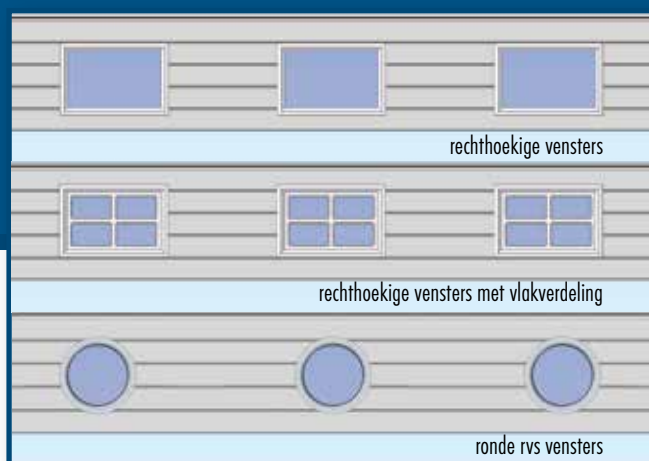 rechthoekige vensters
rechthoekige vensters met vlakverdeling
ronde rvs vensters